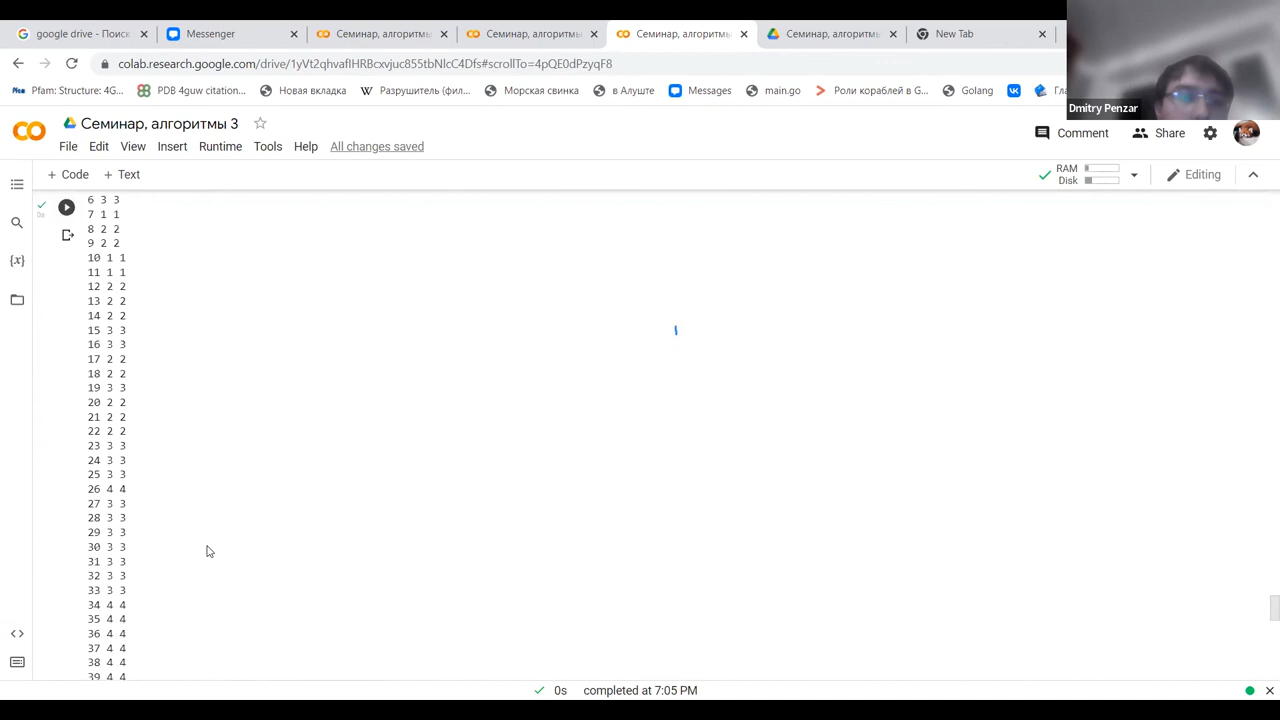 google drive - Поиск
Messenger
Семинар, алгоритмы
Семинар, алгоритмы
Семинар, алгоритмы
Семинар, алгоритмы
New Tab
colab.research.google.com/drive/1yVt2qhvaflHRBcxvjuc855tbNlcC4Dfs#scrollTo=4pQE0dPzyqF8
Pfam: Structure: 4G...
PDB 4guw citation...
Новая вкладка
Разрушитель (фил...
Морская свинка
в Алуште
Messages
main.go
Роли кораблей в G...
Golang
Dmitry Penzar
Семинар, алгоритмы 3
File Edit View Insert Runtime Tools Help All changes saved
Comment
Share
+ Code + Text
RAM
Disk
Editing
6 3 3
7 1 1
8 2 2
9 2 2
10 1 1
11 1 1
12 2 2
13 2 2
14 2 2
15 3 3
16 3 3
17 2 2
18 2 2
19 3 3
20 2 2
21 2 2
22 2 2
23 3 3
24 3 3
25 3 3
26 4 4
27 3 3
28 3 3
29 3 3
30 3 3
31 3 3
32 3 3
33 3 3
34 4 4
35 4 4
36 4 4
37 4 4
38 4 4
39 4 4
0s completed at 7:05 PM